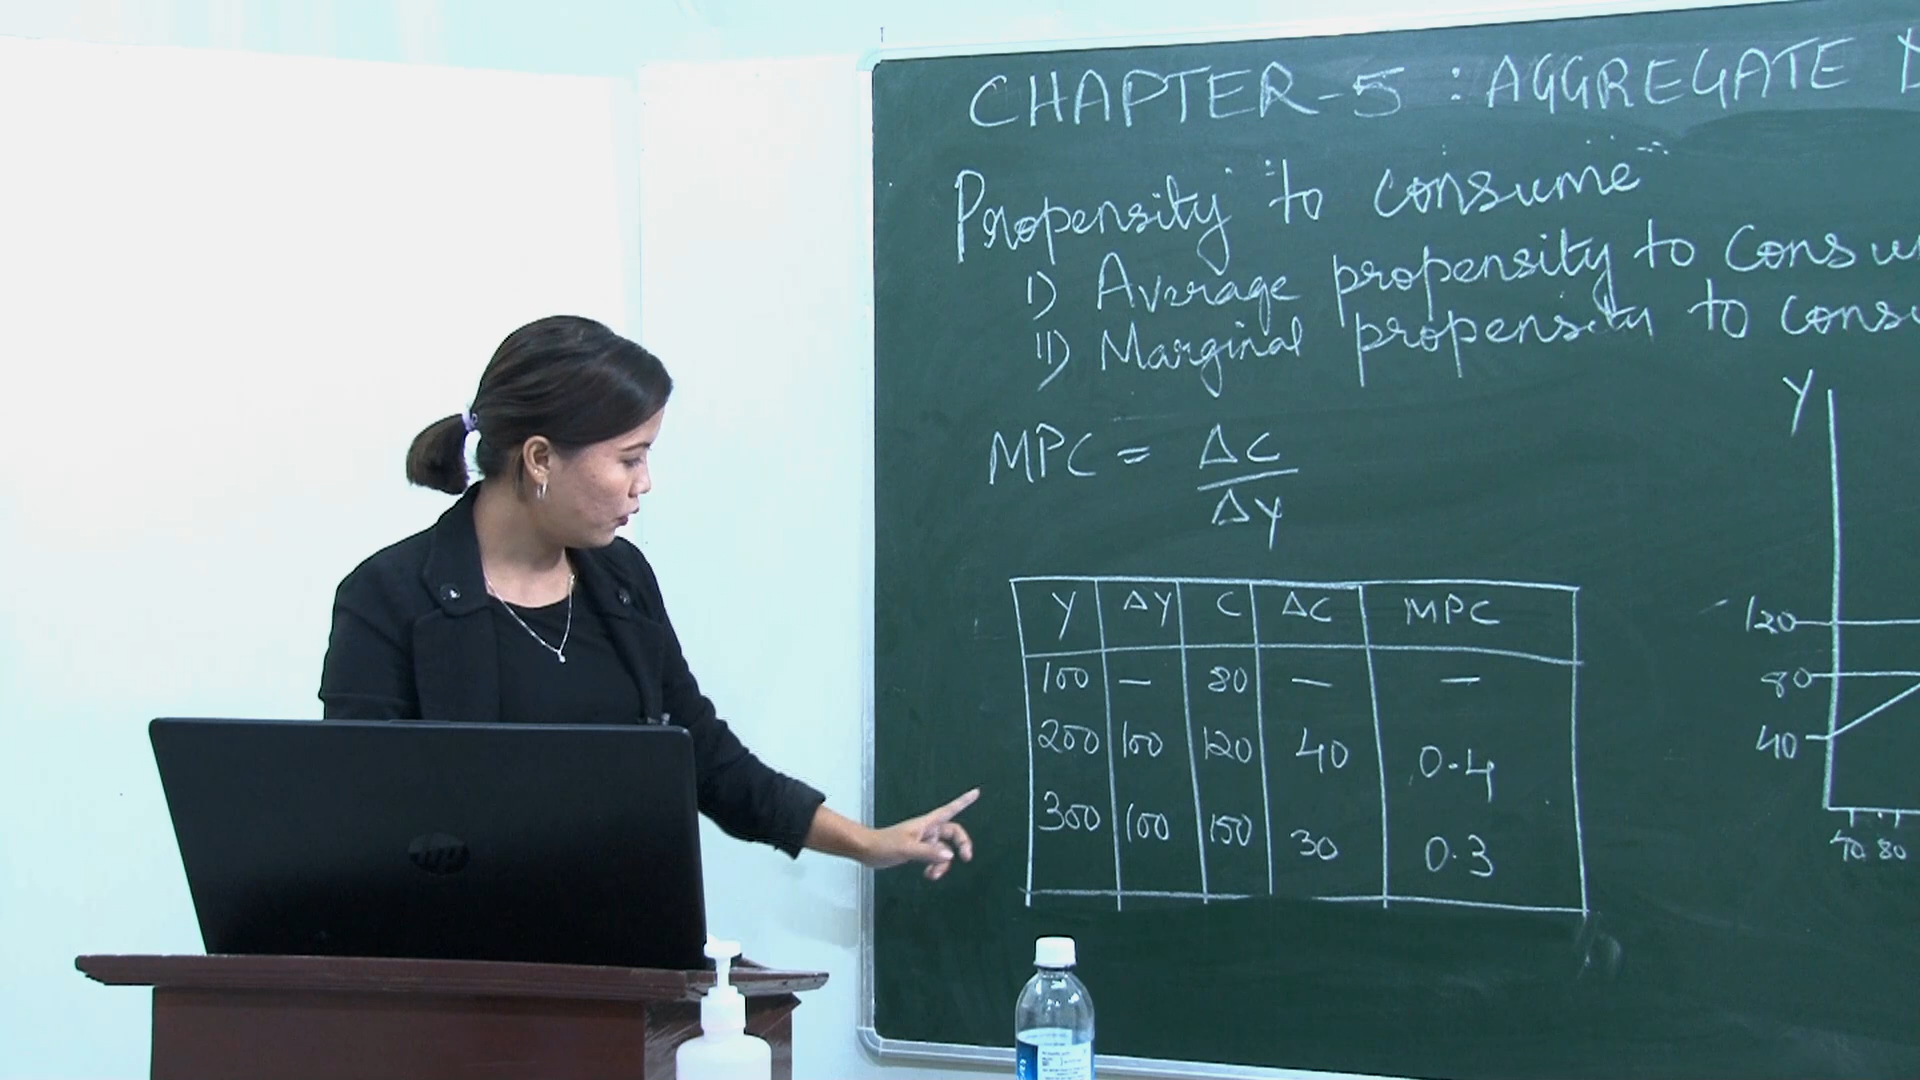 CHAPTER-5 : AGGREGATE
Propensity to consume
i) Average propensity to Consu
ii) Marginal propensity to consu
MPC = ΔC
ΔY
Y ΔY C ΔC MPC
100 — 80 — —
200 100 120 40 0.4
300 100 150 30 0.3
Y
120
80
40
80
hp